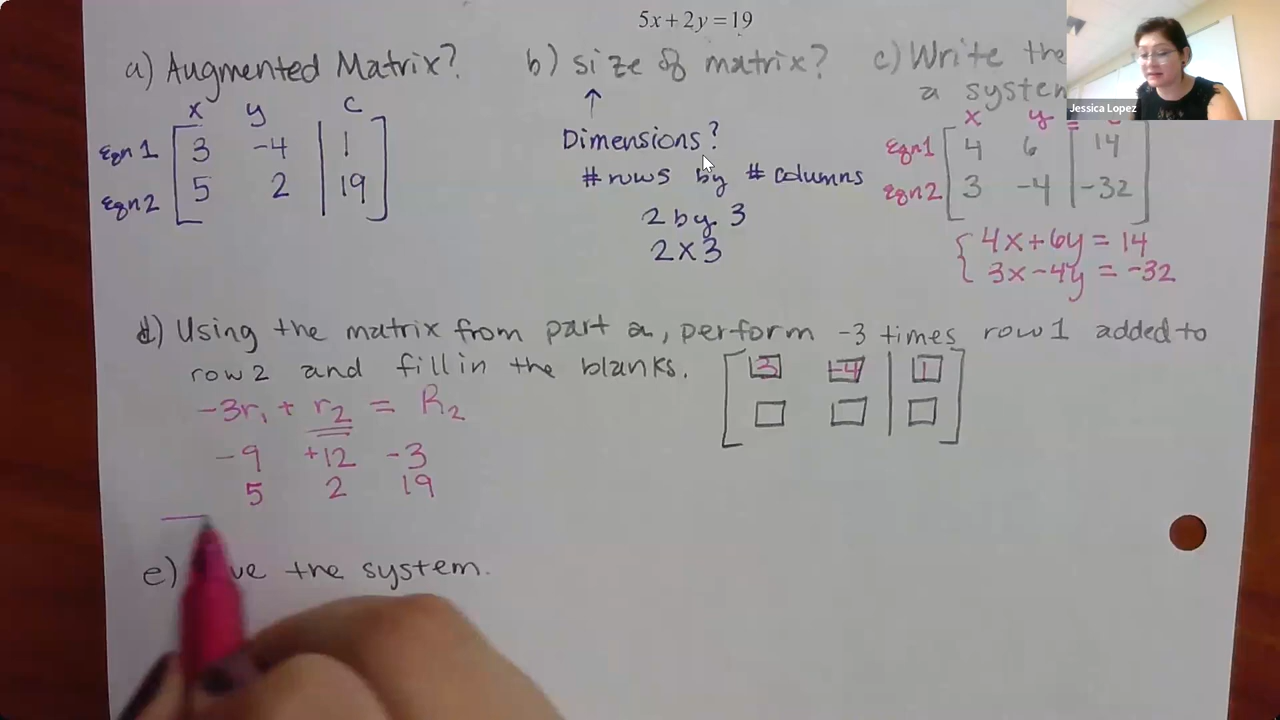 5x+2y=19
a) Augmented Matrix?
x y c
Eqn 1 3 -4 1
Eqn 2 5 2 19
b) size of matrix?
↑
Dimensions?
#rows by #columns
2 by 3
2×3
c) Write the
a system
x y =
Eqn1 4 6 14
Eqn2 3 -4 -32
4x+6y = 14
3x-4y = -32
Jessica Lopez
d) Using the matrix from part a, perform -3 times row 1 added to
row 2 and fill in the blanks.
3 -4 1
-3r₁ + r₂ = R₂
-9 +12 -3
5 2 19
e) ve the system.